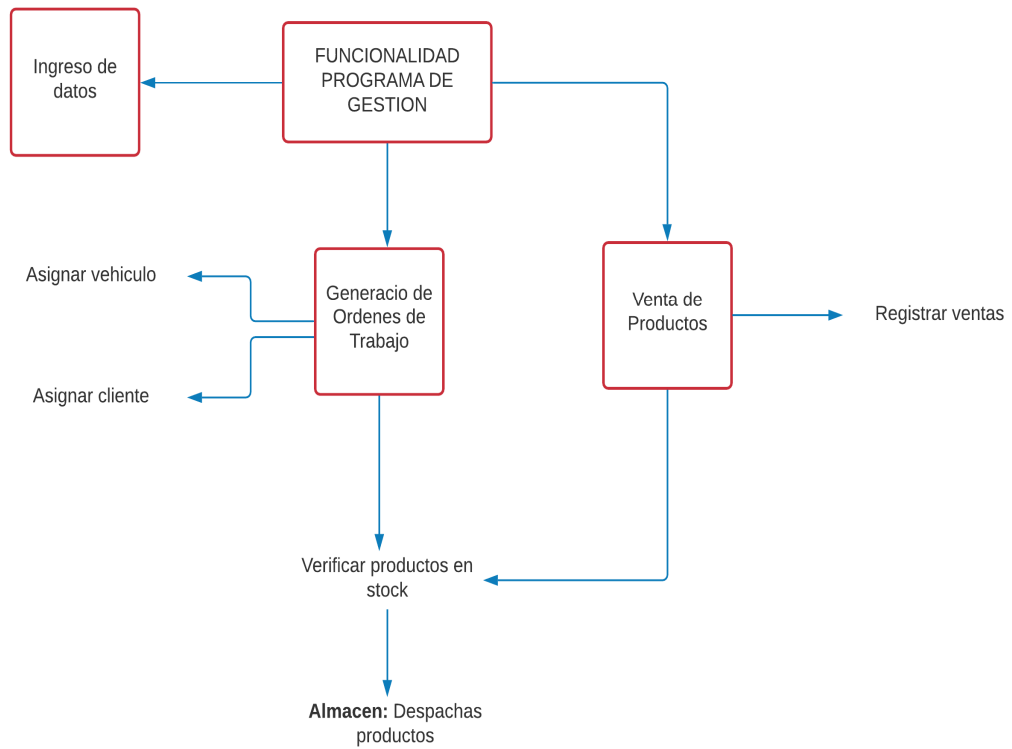 Ingreso de
datos
FUNCIONALIDAD
PROGRAMA DE
GESTION
Asignar vehiculo
Generacio de
Ordenes de
Trabajo
Venta de
Productos
Registrar ventas
Asignar cliente
Verificar productos en
stock
Almacen: Despachas
productos